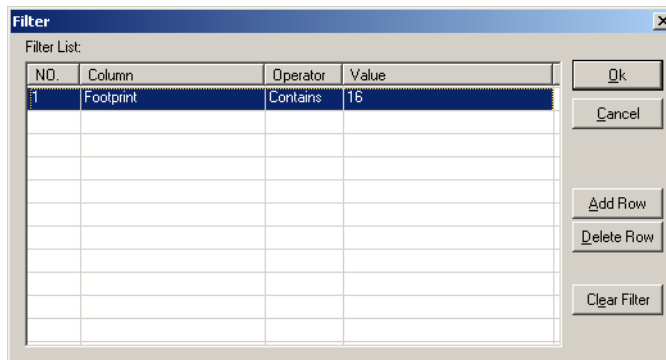 Filter
Filter List:
NO. Column Operator Value
1 Footprint Contains 16
Ok
Cancel
Add Row
Delete Row
Clear Filter